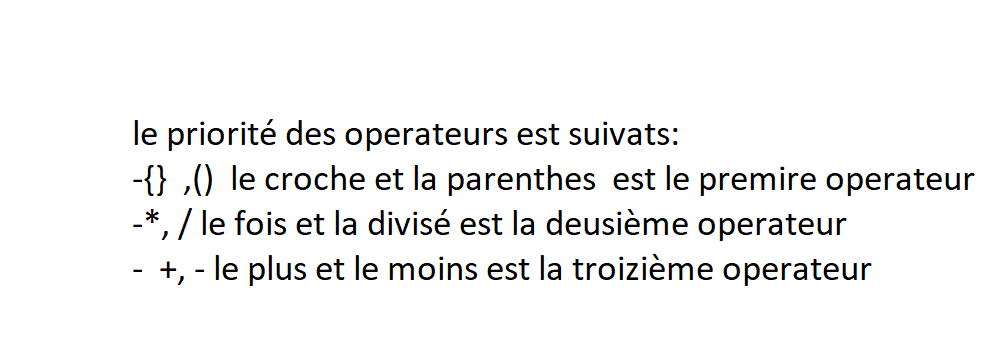 le priorité des operateurs est suivats:
-{} ,() le croche et la parenthes est le premire operateur
-*, / le fois et la divisé est la deusième operateur
- +, - le plus et le moins est la troizième operateur